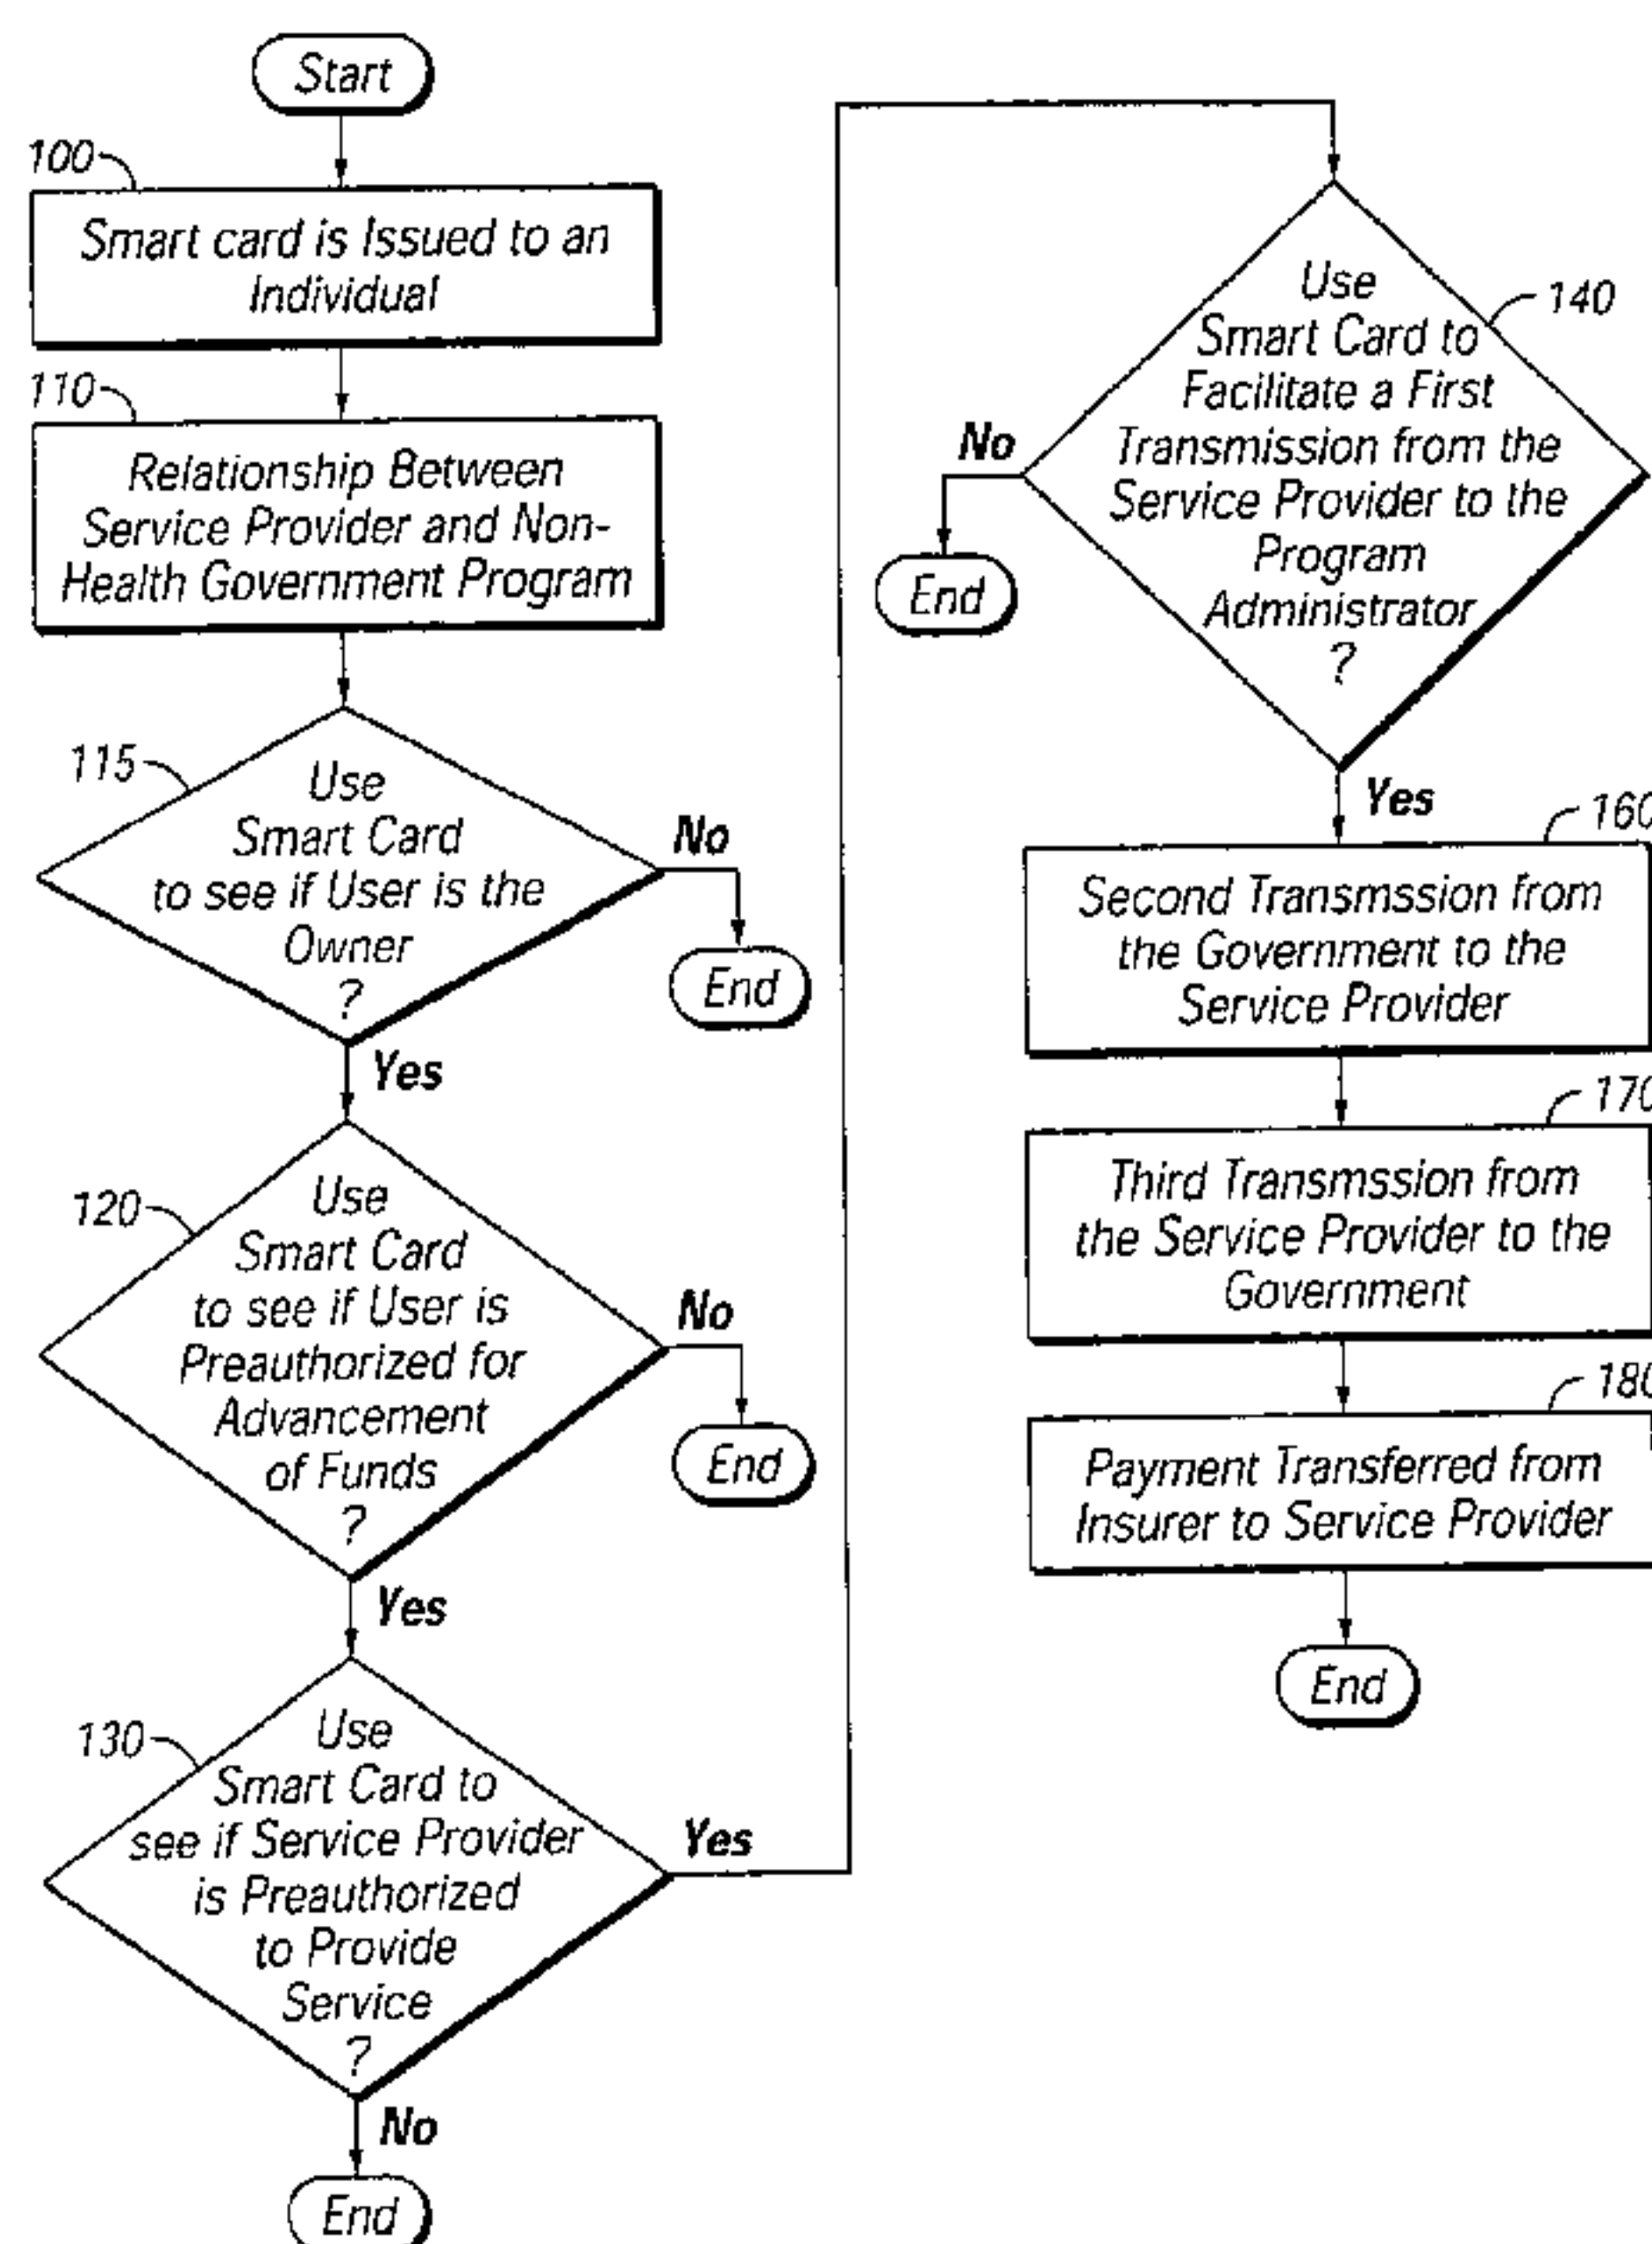 Start
100
Smart card is Issued to an
Individual
110
Relationship Between
Service Provider and Non-
Health Government Program
115
Use
Smart Card
to see if User is the
Owner
?
No
End
Yes
120
Use
Smart Card
to see if User is
Preauthorized for
Advancement
of Funds
?
No
End
Yes
130
Use
Smart Card to
see if Service Provider
is Preauthorized
to Provide
Service
?
Yes
No
End
140
Use
Smart Card to
Facilitate a First
Transmission from the
Service Provider to the
Program
Administrator
?
No
End
Yes
160
Second Transmssion from
the Government to the
Service Provider
170
Third Transmssion from
the Service Provider to the
Government
180
Payment Transferred from
Insurer to Service Provider
End